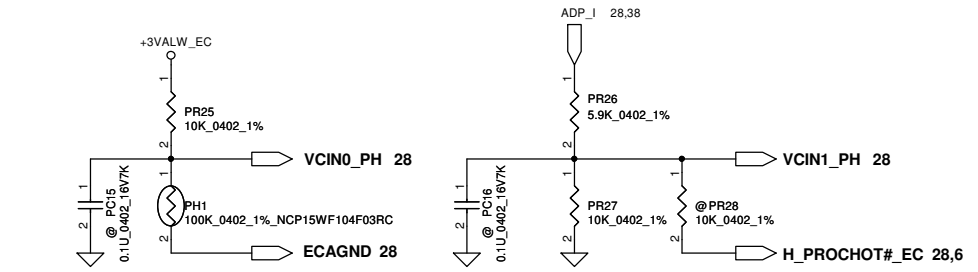 ADP_I 28,38
+3VALW_EC
1
PR25
10K_0402_1%
2
VCIN0_PH 28
1
2
@ PC15
0.1U_0402_16V7K
1
PH1
100K_0402_1%_NCP15WF104F03RC
2
ECAGND 28
1
PR26
5.9K_0402_1%
2
VCIN1_PH 28
1
2
@ PC16
0.1U_0402_16V7K
1
PR27
10K_0402_1%
2
1
@PR28
10K_0402_1%
2
H_PROCHOT#_EC 28,6